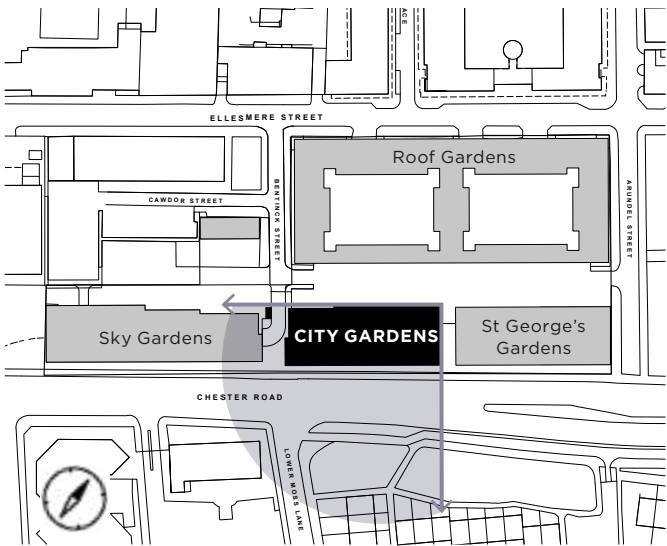 ACE
ELLESMERE STREET
Roof Gardens
CAWDOR STREET
BENTINCK STREET
ARUNDEL STREET
Sky Gardens
CITY GARDENS
St George's
Gardens
CHESTER ROAD
LOWER MOSS LANE